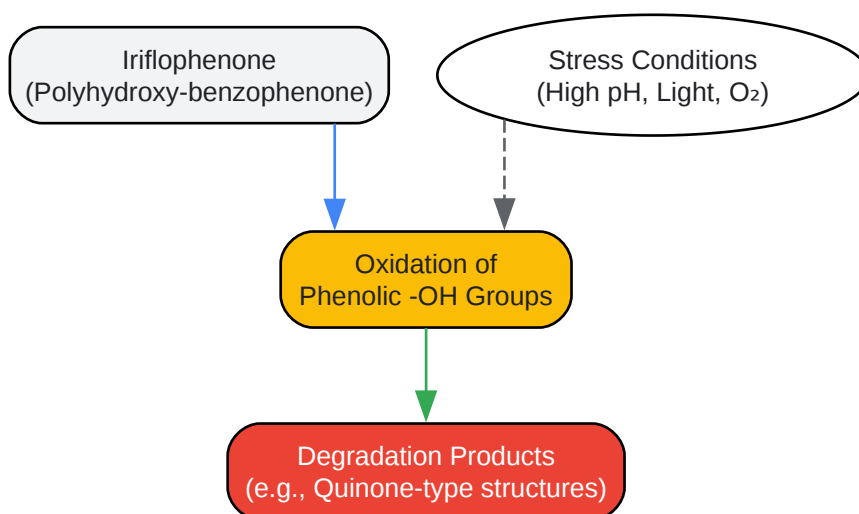 Iriflophenone
(Polyhydroxy-benzophenone)
Stress Conditions
(High pH, Light, O₂)
Oxidation of
Phenolic -OH Groups
Degradation Products
(e.g., Quinone-type structures)